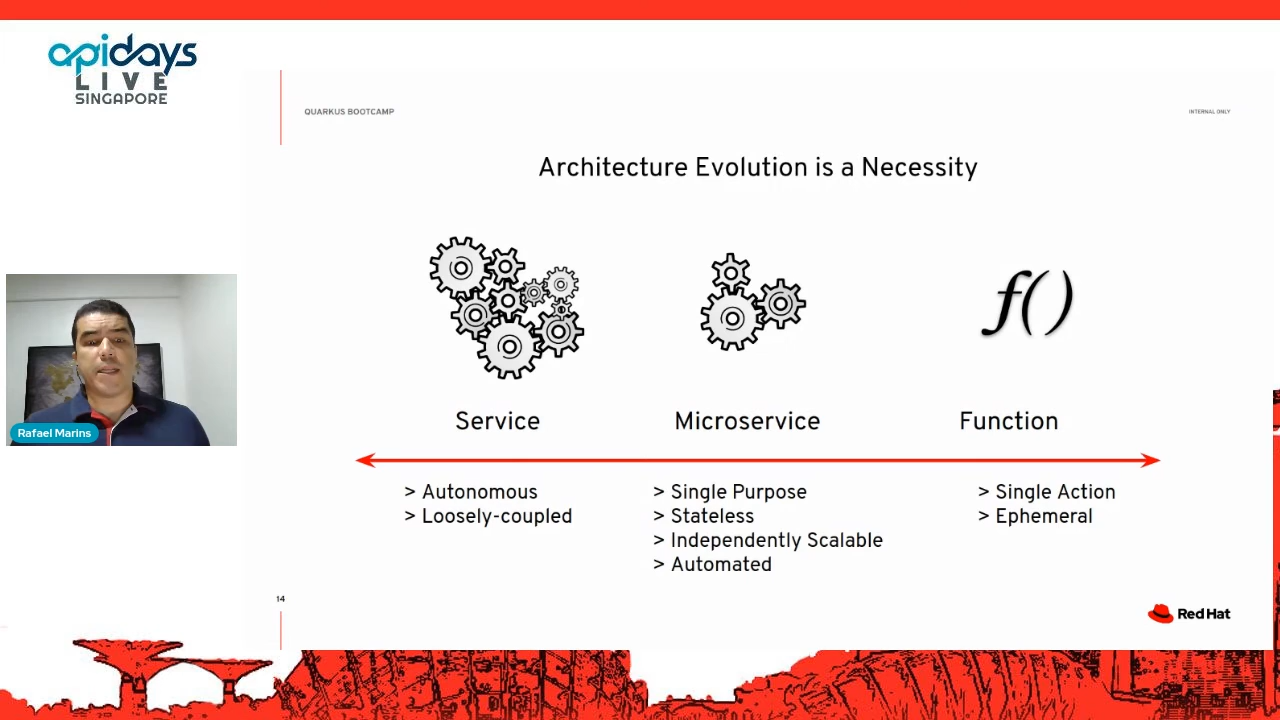 apidays
LIVE
SINGAPORE
QUARKUS BOOTCAMP
INTERNAL ONLY
Architecture Evolution is a Necessity
f()
Service
Microservice
Function
> Autonomous
> Loosely-coupled
> Single Purpose
> Stateless
> Independently Scalable
> Automated
> Single Action
> Ephemeral
Rafael Marins
14
Red Hat